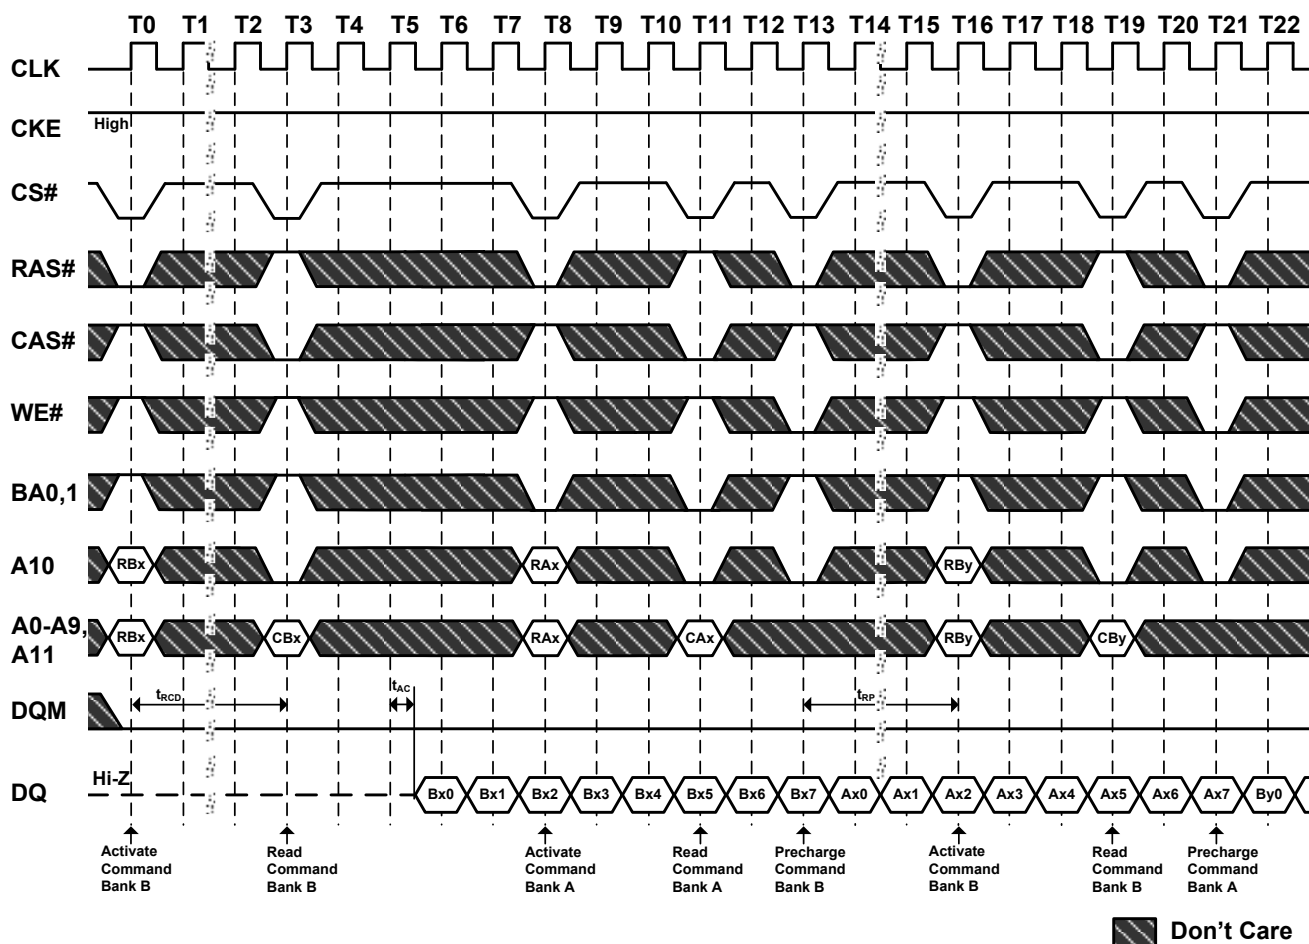 T0 T1 T2 T3 T4 T5 T6 T7 T8 T9 T10 T11 T12 T13 T14 T15 T16 T17 T18 T19 T20 T21 T22
CLK
CKE
High
CS#
RAS#
CAS#
WE#
BA0,1
A10
RBx RAx RBy
A0-A9,
A11
RBx CBx RAx CAx RBy CBy
DQM
tRCD tAC tRP
DQ
Hi-Z
Bx0 Bx1 Bx2 Bx3 Bx4 Bx5 Bx6 Bx7 Ax0 Ax1 Ax2 Ax3 Ax4 Ax5 Ax6 Ax7 By0
Activate
Command
Bank B
Read
Command
Bank B
Activate
Command
Bank A
Read
Command
Bank A
Precharge
Command
Bank B
Activate
Command
Bank B
Read
Command
Bank B
Precharge
Command
Bank A
Don't Care